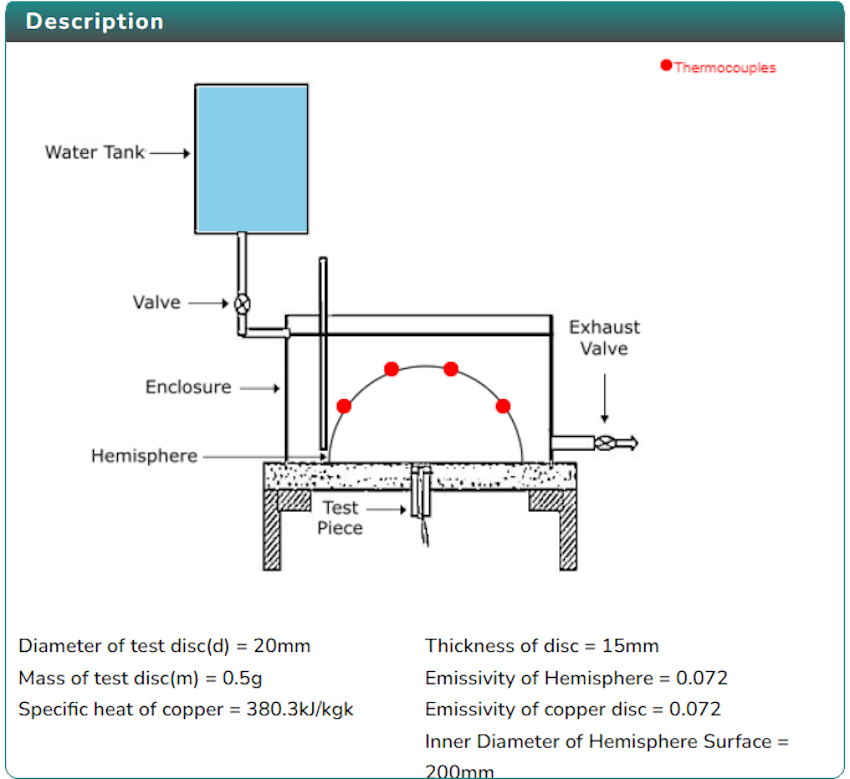 Description
Thermocouples
Water Tank
Valve
Exhaust
Valve
Enclosure
Hemisphere
Test
Piece
Diameter of test disc(d) = 20mm
Mass of test disc(m) = 0.5g
Specific heat of copper = 380.3kJ/kgk
Thickness of disc = 15mm
Emissivity of Hemisphere = 0.072
Emissivity of copper disc = 0.072
Inner Diameter of Hemisphere Surface =
200mm